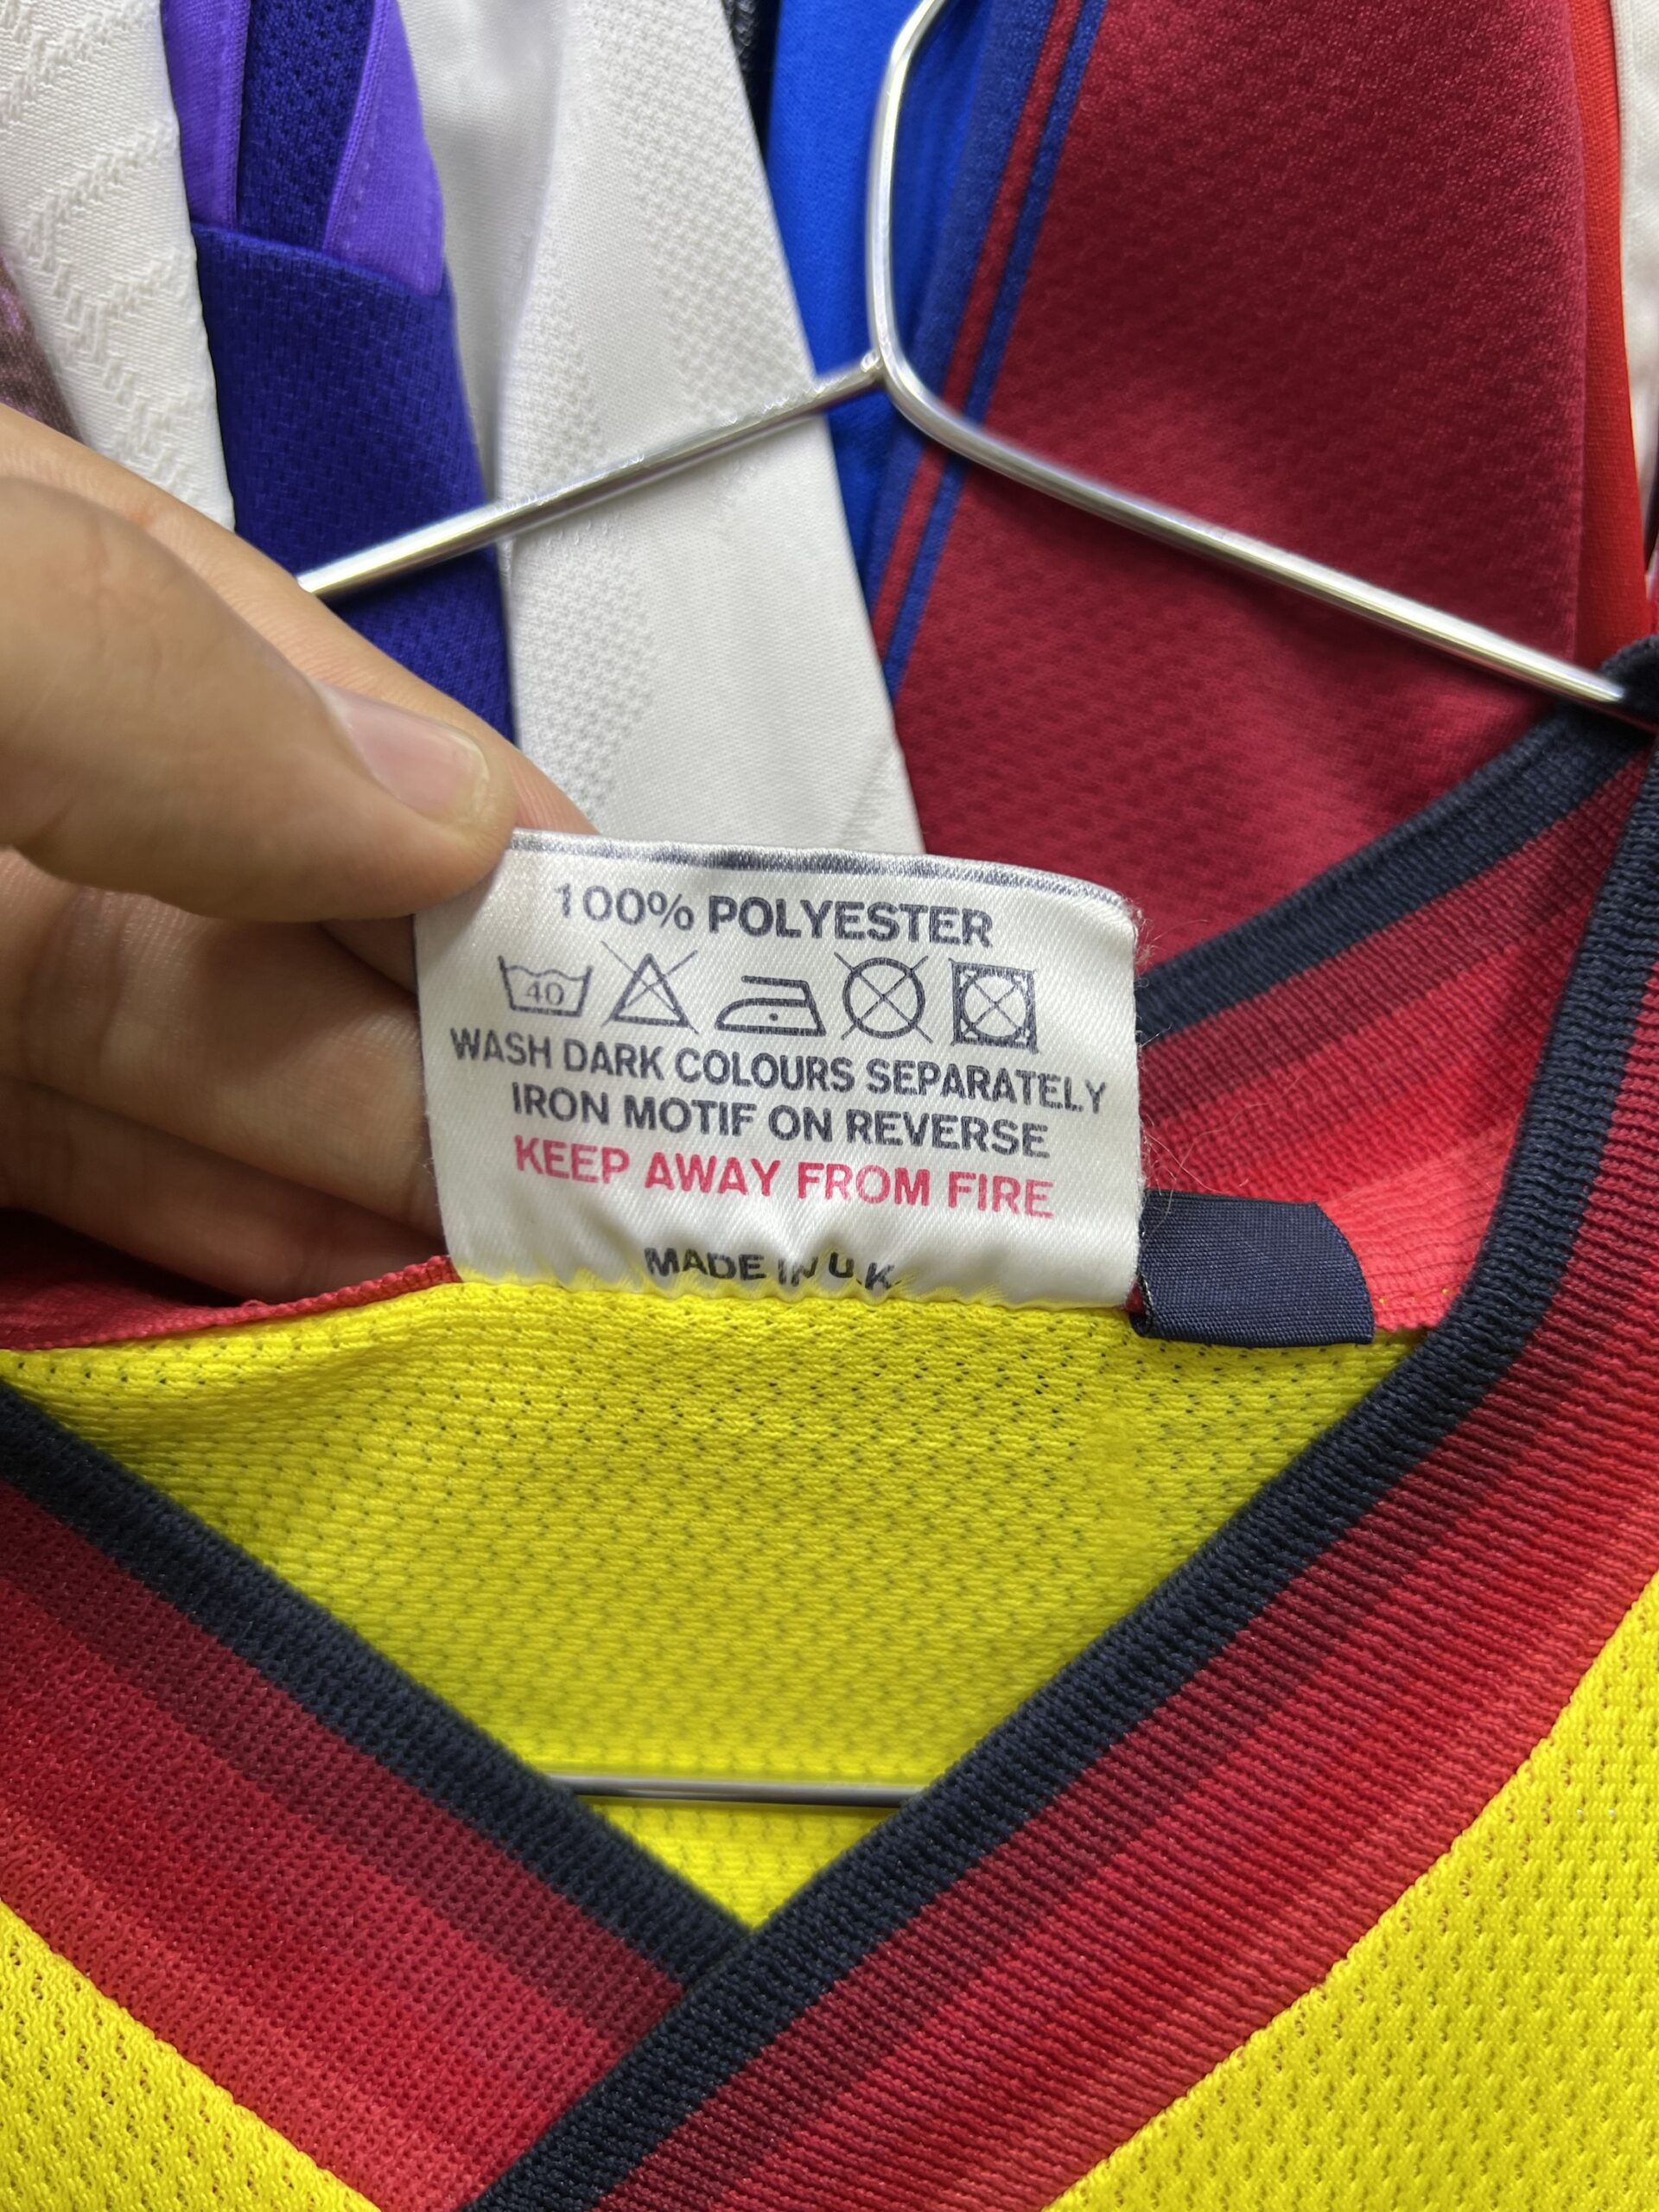 100% POLYESTER
40
WASH DARK COLOURS SEPARATELY
IRON MOTIF ON REVERSE
KEEP AWAY FROM FIRE
MADE IN U.K.